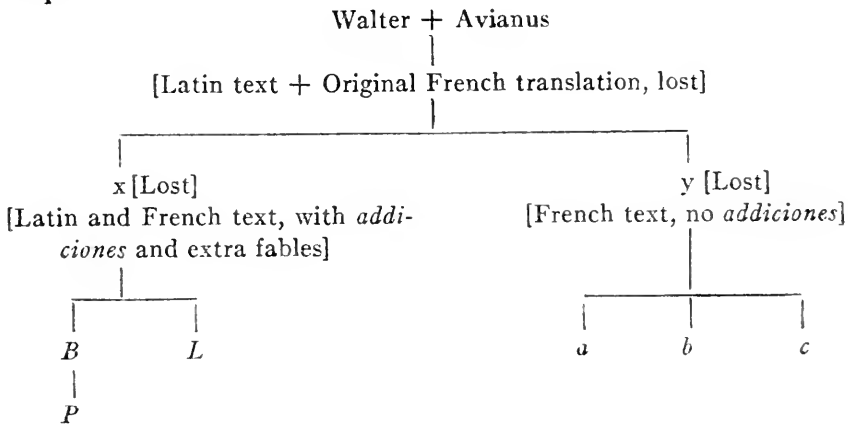 Walter + Avianus
[Latin text + Original French translation, lost]
x [Lost]
[Latin and French text, with addi-
ciones and extra fables]
y [Lost]
[French text, no addiciones]
B L
a b c
P